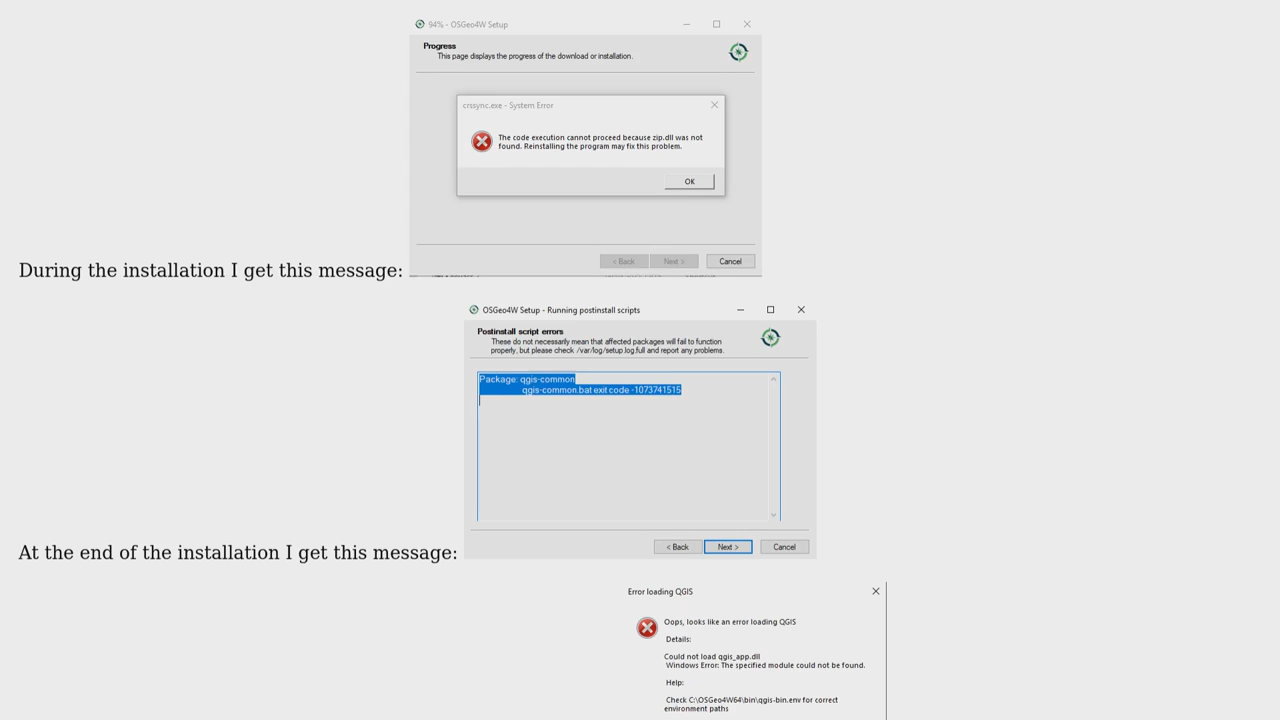 94% - OSGeo4W Setup
Progress
This page displays the progress of the download or installation.
crssync.exe - System Error
The code execution cannot proceed because zip.dll was not
found. Reinstalling the program may fix this problem.
OK
< Back Next > Cancel
During the installation I get this message:
OSGeo4W Setup - Running postinstall scripts
Postinstall script errors
These do not necessarily mean that affected packages will fail to function
properly, but please check /var/log/setup.log.full and report any problems.
Package: qgis-common
qgis-common.bat exit code -1073741515
< Back Next > Cancel
At the end of the installation I get this message:
Error loading QGIS
Oops, looks like an error loading QGIS
Details:
Could not load qgis_app.dll
Windows Error: The specified module could not be found.
Help:
Check C:\OSGeo4W64\bin\qgis-bin.env for correct
environment paths